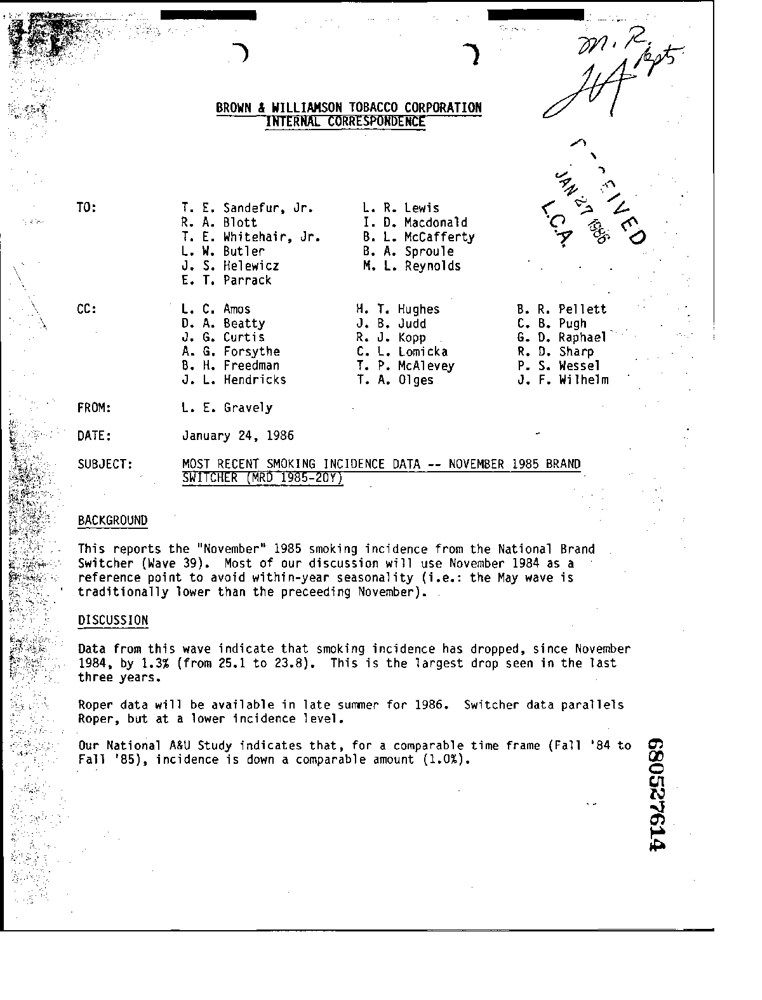 m. R. Rpts.
BROWN & WILLIAMSON TOBACCO CORPORATION
INTERNAL CORRESPONDENCE
RECEIVED
JAN 27 1986
L.C.A.
TO: T. E. Sandefur, Jr. L. R. Lewis
R. A. Blott I. D. Macdonald
T. E. Whitehair, Jr. B. L. McCafferty
L. W. Butler B. A. Sproule
J. S. Helewicz M. L. Reynolds
E. T. Parrack
CC: L. C. Amos H. T. Hughes B. R. Pellett
D. A. Beatty J. B. Judd C. B. Pugh
J. G. Curtis R. J. Kopp G. D. Raphael
A. G. Forsythe C. L. Lomicka R. D. Sharp
B. H. Freedman T. P. McAlevey P. S. Wessel
J. L. Hendricks T. A. Olges J. F. Wilhelm
FROM: L. E. Gravely
DATE: January 24, 1986
SUBJECT: MOST RECENT SMOKING INCIDENCE DATA -- NOVEMBER 1985 BRAND
SWITCHER (MRD 1985-20Y)
BACKGROUND
This reports the "November" 1985 smoking incidence from the National Brand
Switcher (Wave 39). Most of our discussion will use November 1984 as a
reference point to avoid within-year seasonality (i.e.: the May wave is
traditionally lower than the preceeding November).
DISCUSSION
Data from this wave indicate that smoking incidence has dropped, since November
1984, by 1.3% (from 25.1 to 23.8). This is the largest drop seen in the last
three years.
Roper data will be available in late summer for 1986. Switcher data parallels
Roper, but at a lower incidence level.
Our National A&U Study indicates that, for a comparable time frame (Fall '84 to
Fall '85), incidence is down a comparable amount (1.0%).
680527614